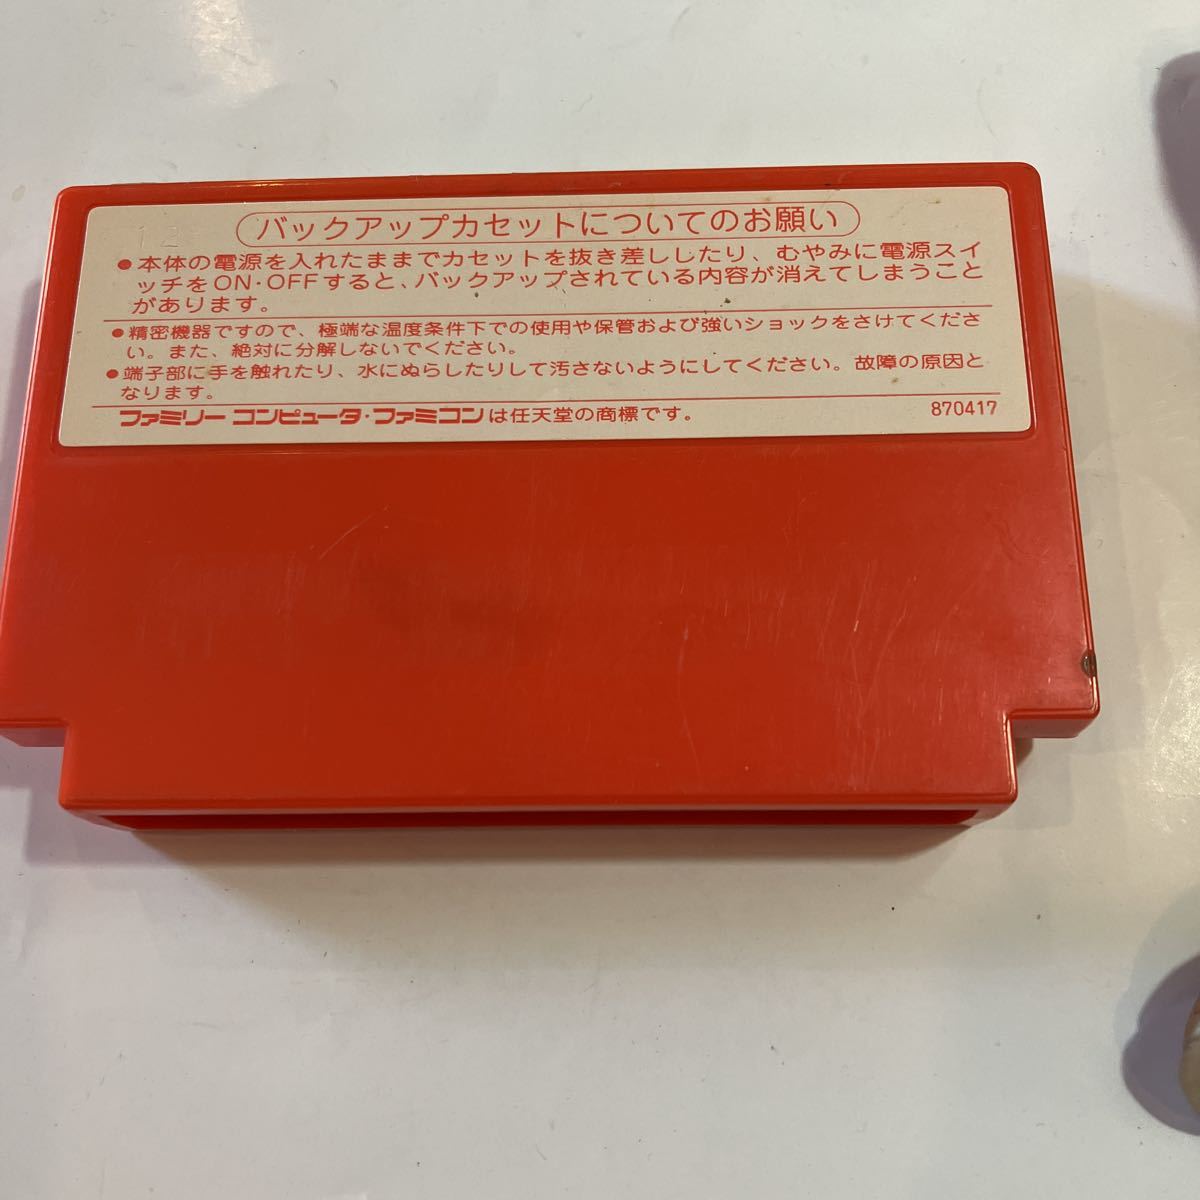 バックアップカセットについてのお願い
12
●本体の電源を入れたままでカセットを抜き差ししたり、むやみに電源スイ
ッチをON・OFFすると、バックアップされている内容が消えてしまうこと
があります。
●精密機器ですので、極端な温度条件下での使用や保管および強いショックをさけてくださ
い。また、絶対に分解しないでください。
●端子部に手を触れたり、水にぬらしたりして汚さないようにしてください。故障の原因と
なります。
ファミリーコンピュータ・ファミコンは任天堂の商標です。 870417